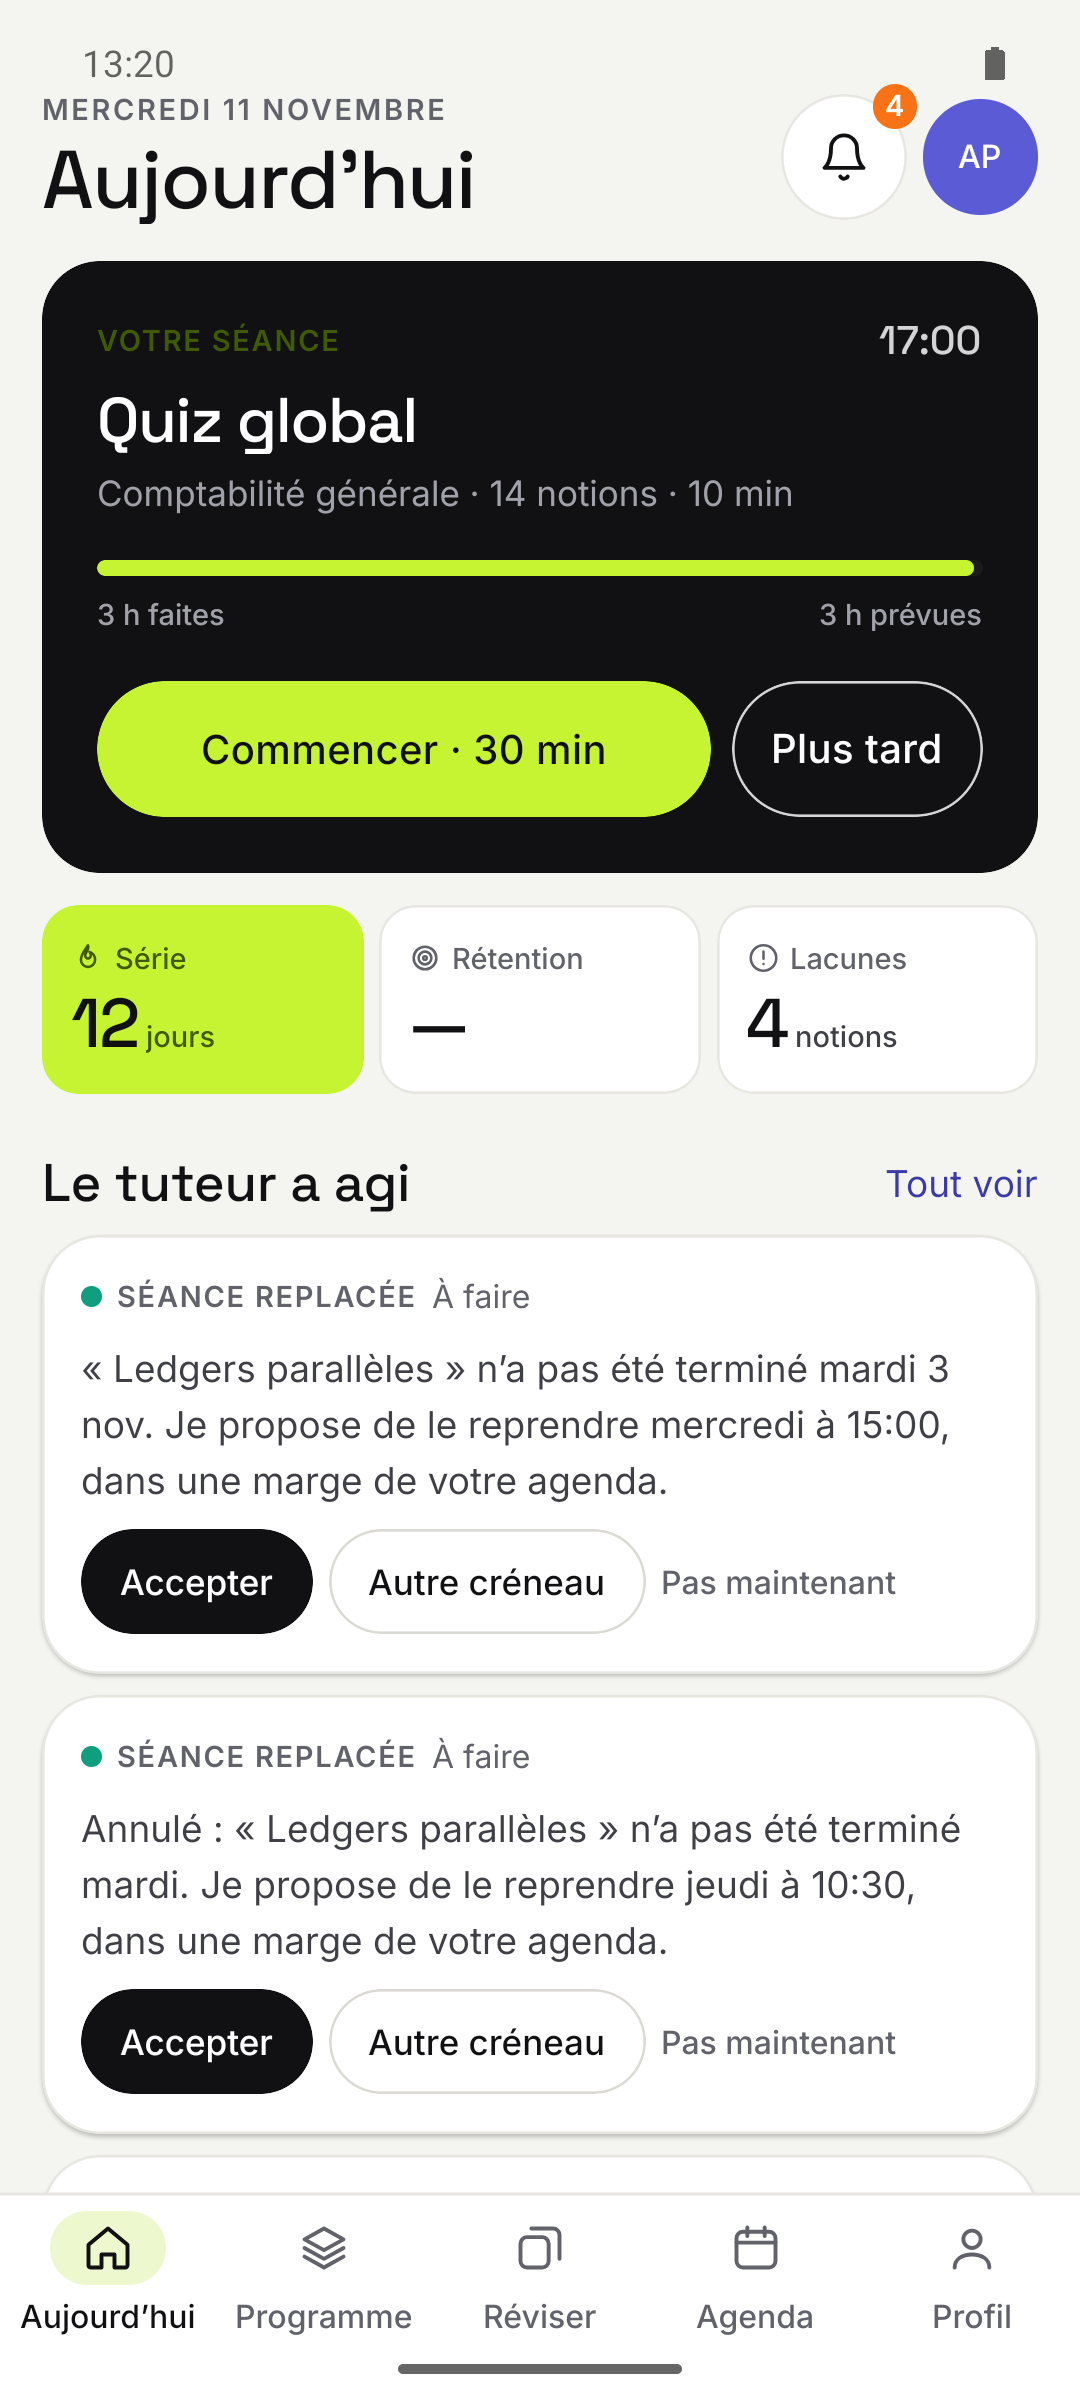 13:20
MERCREDI 11 NOVEMBRE
Aujourd’hui
4
AP
VOTRE SÉANCE
17:00
Quiz global
Comptabilité générale · 14 notions · 10 min
3 h faites
3 h prévues
Commencer · 30 min
Plus tard
Série
12 jours
Rétention
—
Lacunes
4 notions
Le tuteur a agi
Tout voir
SÉANCE REPLACÉE À faire
« Ledgers parallèles » n’a pas été terminé mardi 3
nov. Je propose de le reprendre mercredi à 15:00,
dans une marge de votre agenda.
Accepter
Autre créneau
Pas maintenant
SÉANCE REPLACÉE À faire
Annulé : « Ledgers parallèles » n’a pas été terminé
mardi. Je propose de le reprendre jeudi à 10:30,
dans une marge de votre agenda.
Accepter
Autre créneau
Pas maintenant
Aujourd’hui
Programme
Réviser
Agenda
Profil